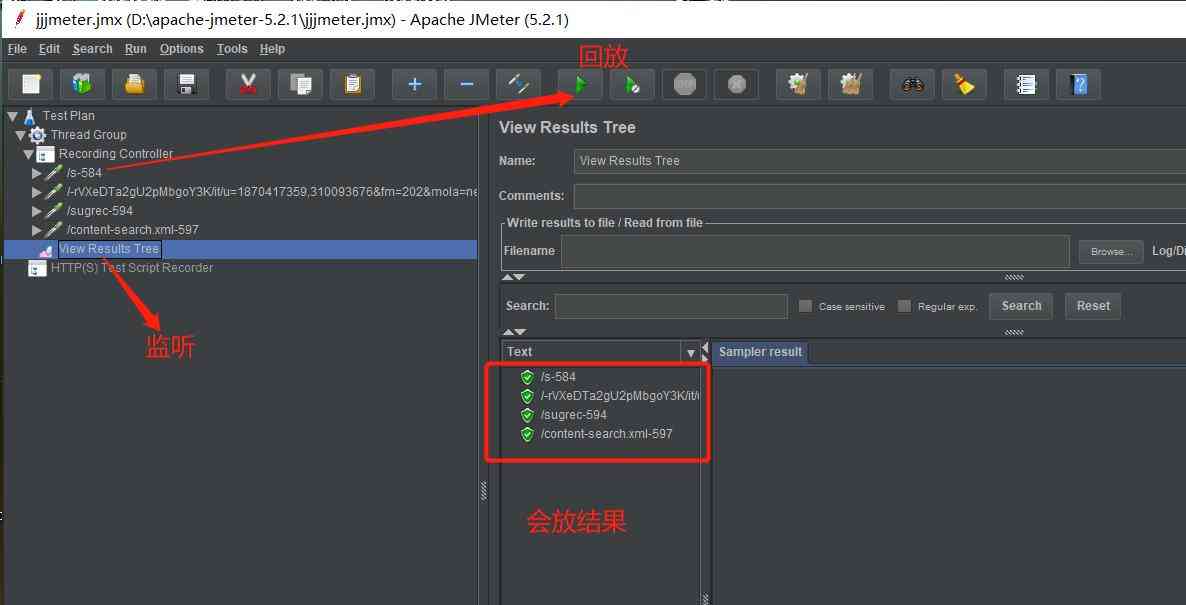 jjjmeter.jmx (D:\apache-jmeter-5.2.1\jjjmeter.jmx) - Apache JMeter (5.2.1)
File Edit Search Run Options Tools Help
回放
Test Plan
Thread Group
Recording Controller
/s-584
/-rVXeDTa2gU2pMbgoY3K/it/u=1870417359,310093676&fm=202&mola=ne
/sugrec-594
/content-search.xml-597
View Results Tree
HTTP(S) Test Script Recorder
监听
View Results Tree
Name: View Results Tree
Comments:
Write results to file / Read from file
Filename Browse... Log/Di
Search: Case sensitive Regular exp. Search Reset
Text Sampler result
/s-584
/-rVXeDTa2gU2pMbgoY3K/it/
/sugrec-594
/content-search.xml-597
会放结果